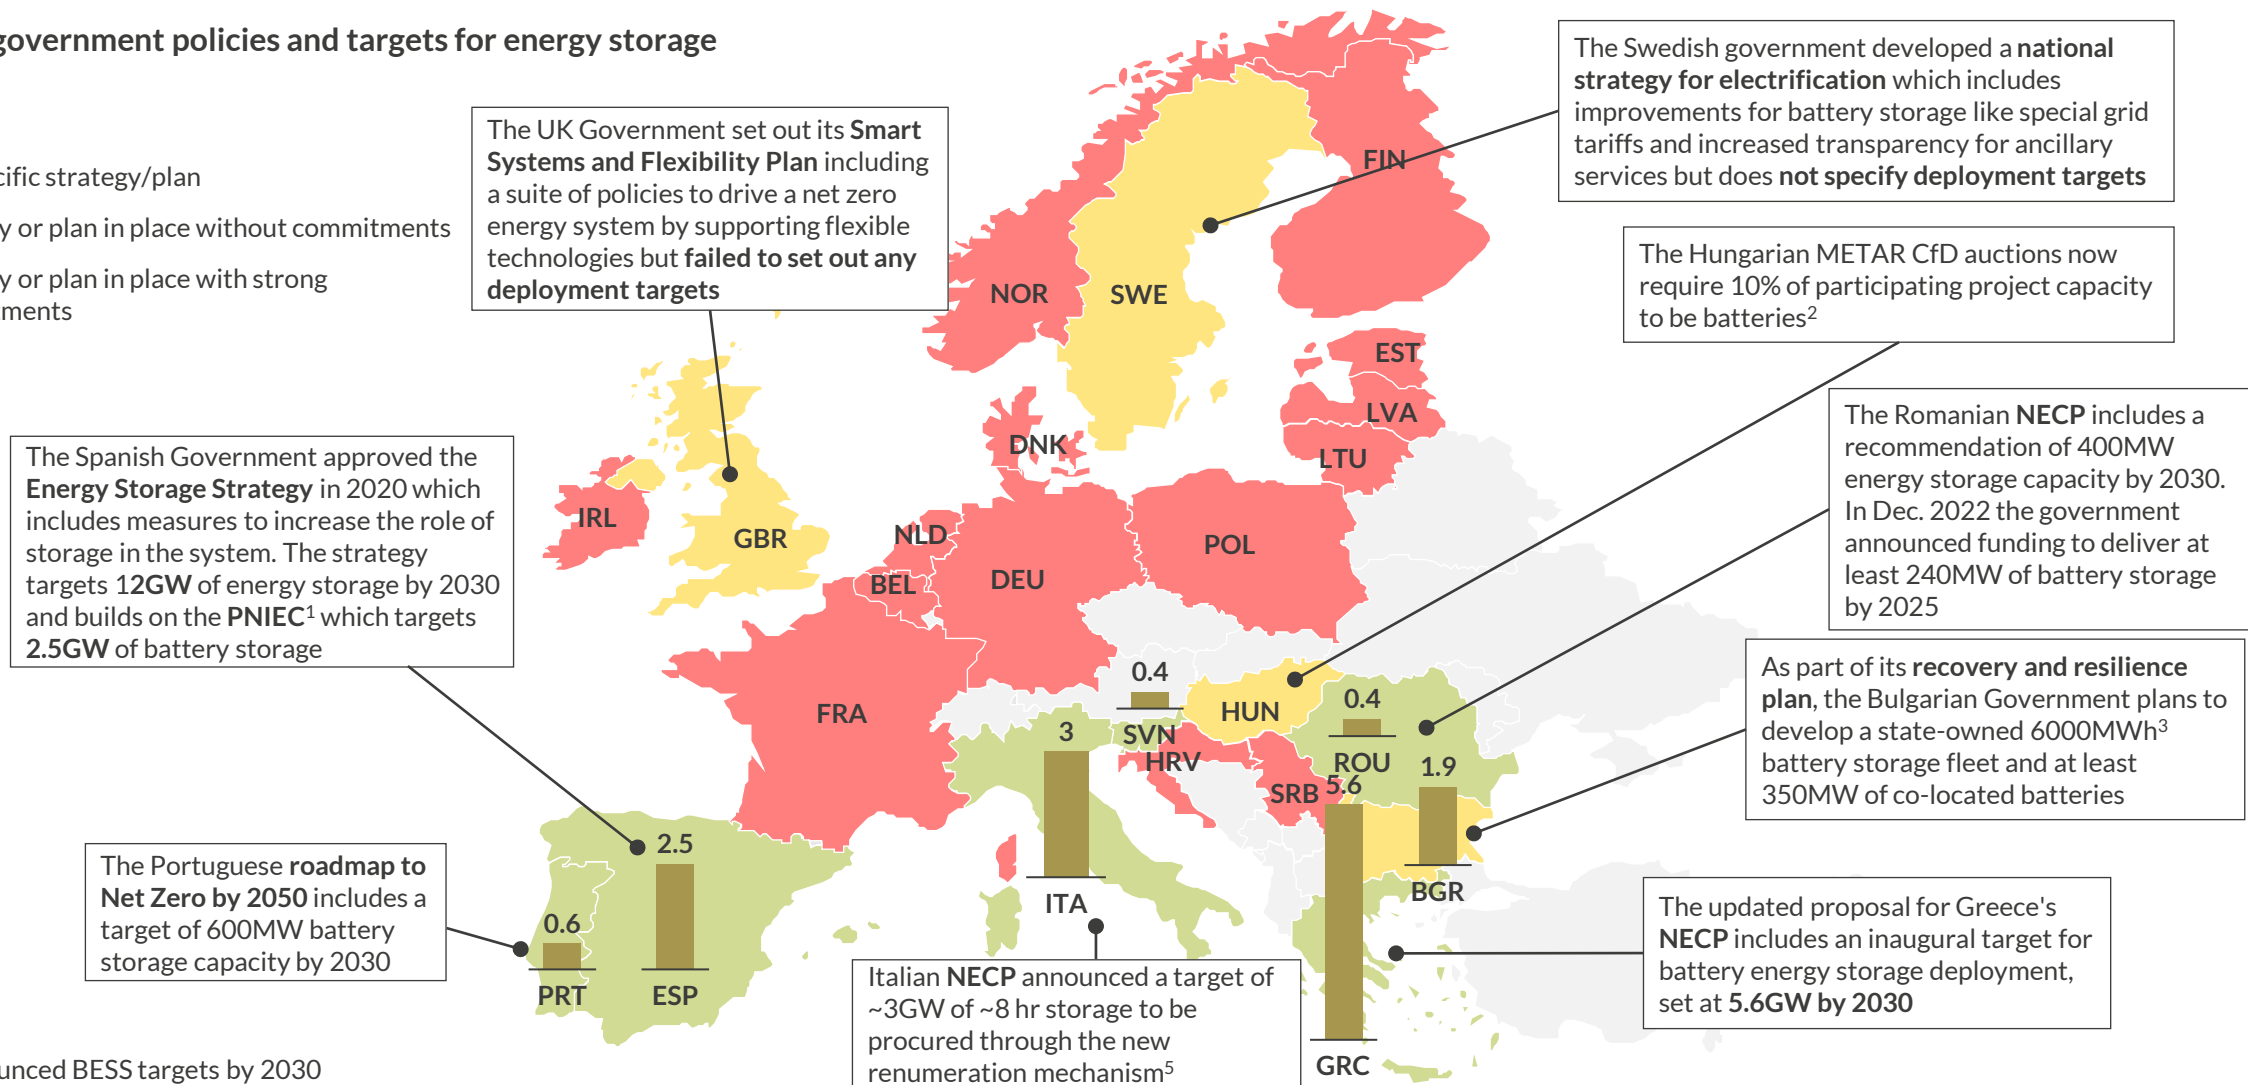 government policies and targets for energy storage
cific strategy/plan
y or plan in place without commitments
y or plan in place with strong
tments
The UK Government set out its Smart
Systems and Flexibility Plan including
a suite of policies to drive a net zero
energy system by supporting flexible
technologies but failed to set out any
deployment targets
The Swedish government developed a national
strategy for electrification which includes
improvements for battery storage like special grid
tariffs and increased transparency for ancillary
services but does not specify deployment targets
The Hungarian METAR CfD auctions now
require 10% of participating project capacity
to be batteries²
The Romanian NECP includes a
recommendation of 400MW
energy storage capacity by 2030.
In Dec. 2022 the government
announced funding to deliver at
least 240MW of battery storage
by 2025
The Spanish Government approved the
Energy Storage Strategy in 2020 which
includes measures to increase the role of
storage in the system. The strategy
targets 12GW of energy storage by 2030
and builds on the PNIEC¹ which targets
2.5GW of battery storage
As part of its recovery and resilience
plan, the Bulgarian Government plans to
develop a state-owned 6000MWh³
battery storage fleet and at least
350MW of co-located batteries
The Portuguese roadmap to
Net Zero by 2050 includes a
target of 600MW battery
storage capacity by 2030
Italian NECP announced a target of
~3GW of ~8 hr storage to be
procured through the new
renumeration mechanism⁵
The updated proposal for Greece's
NECP includes an inaugural target for
battery energy storage deployment,
set at 5.6GW by 2030
FIN
NOR
SWE
EST
LVA
LTU
DNK
IRL
GBR
NLD
BEL
DEU
POL
FRA
0.4
SVN
HUN
0.4
ROU
HRV
SRB
3
ITA
5.6
GRC
1.9
BGR
2.5
ESP
0.6
PRT
unced BESS targets by 2030